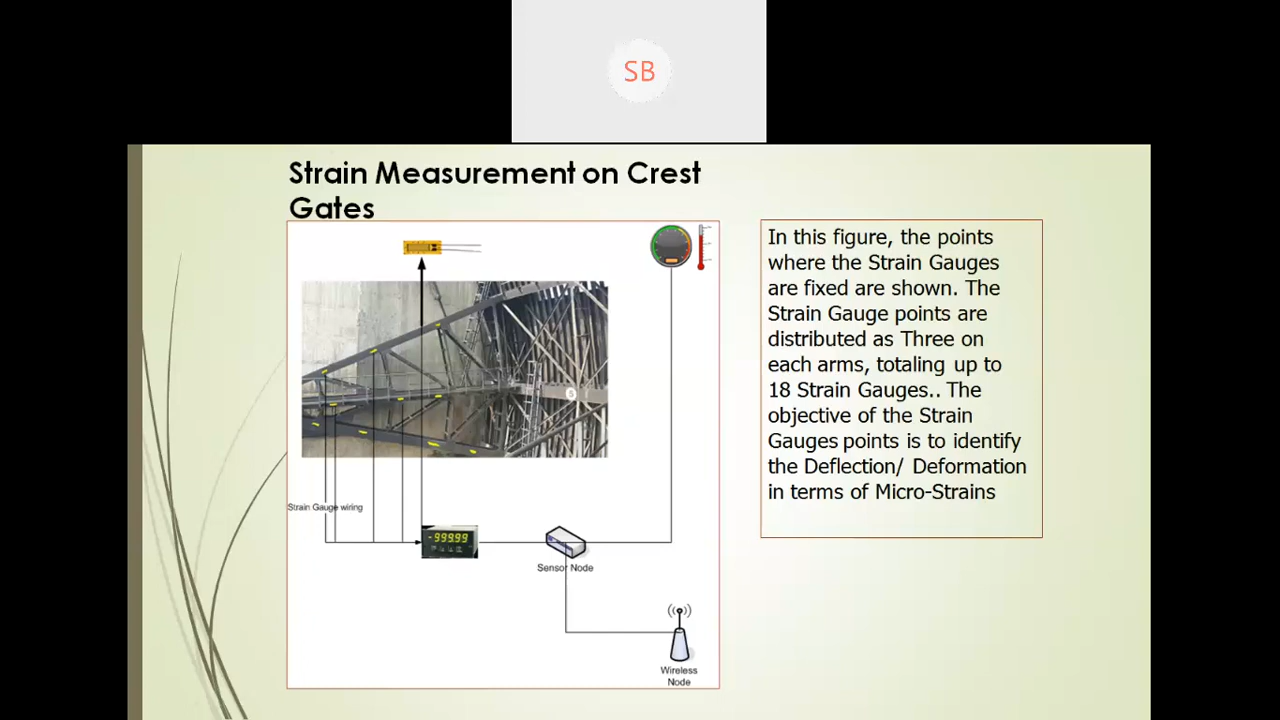 SB
Strain Measurement on Crest
Gates
In this figure, the points
where the Strain Gauges
are fixed are shown. The
Strain Gauge points are
distributed as Three on
each arms, totaling up to
18 Strain Gauges.. The
objective of the Strain
Gauges points is to identify
the Deflection/ Deformation
in terms of Micro-Strains
5
Strain Gauge wiring
-999.99
Sensor Node
Wireless
Node